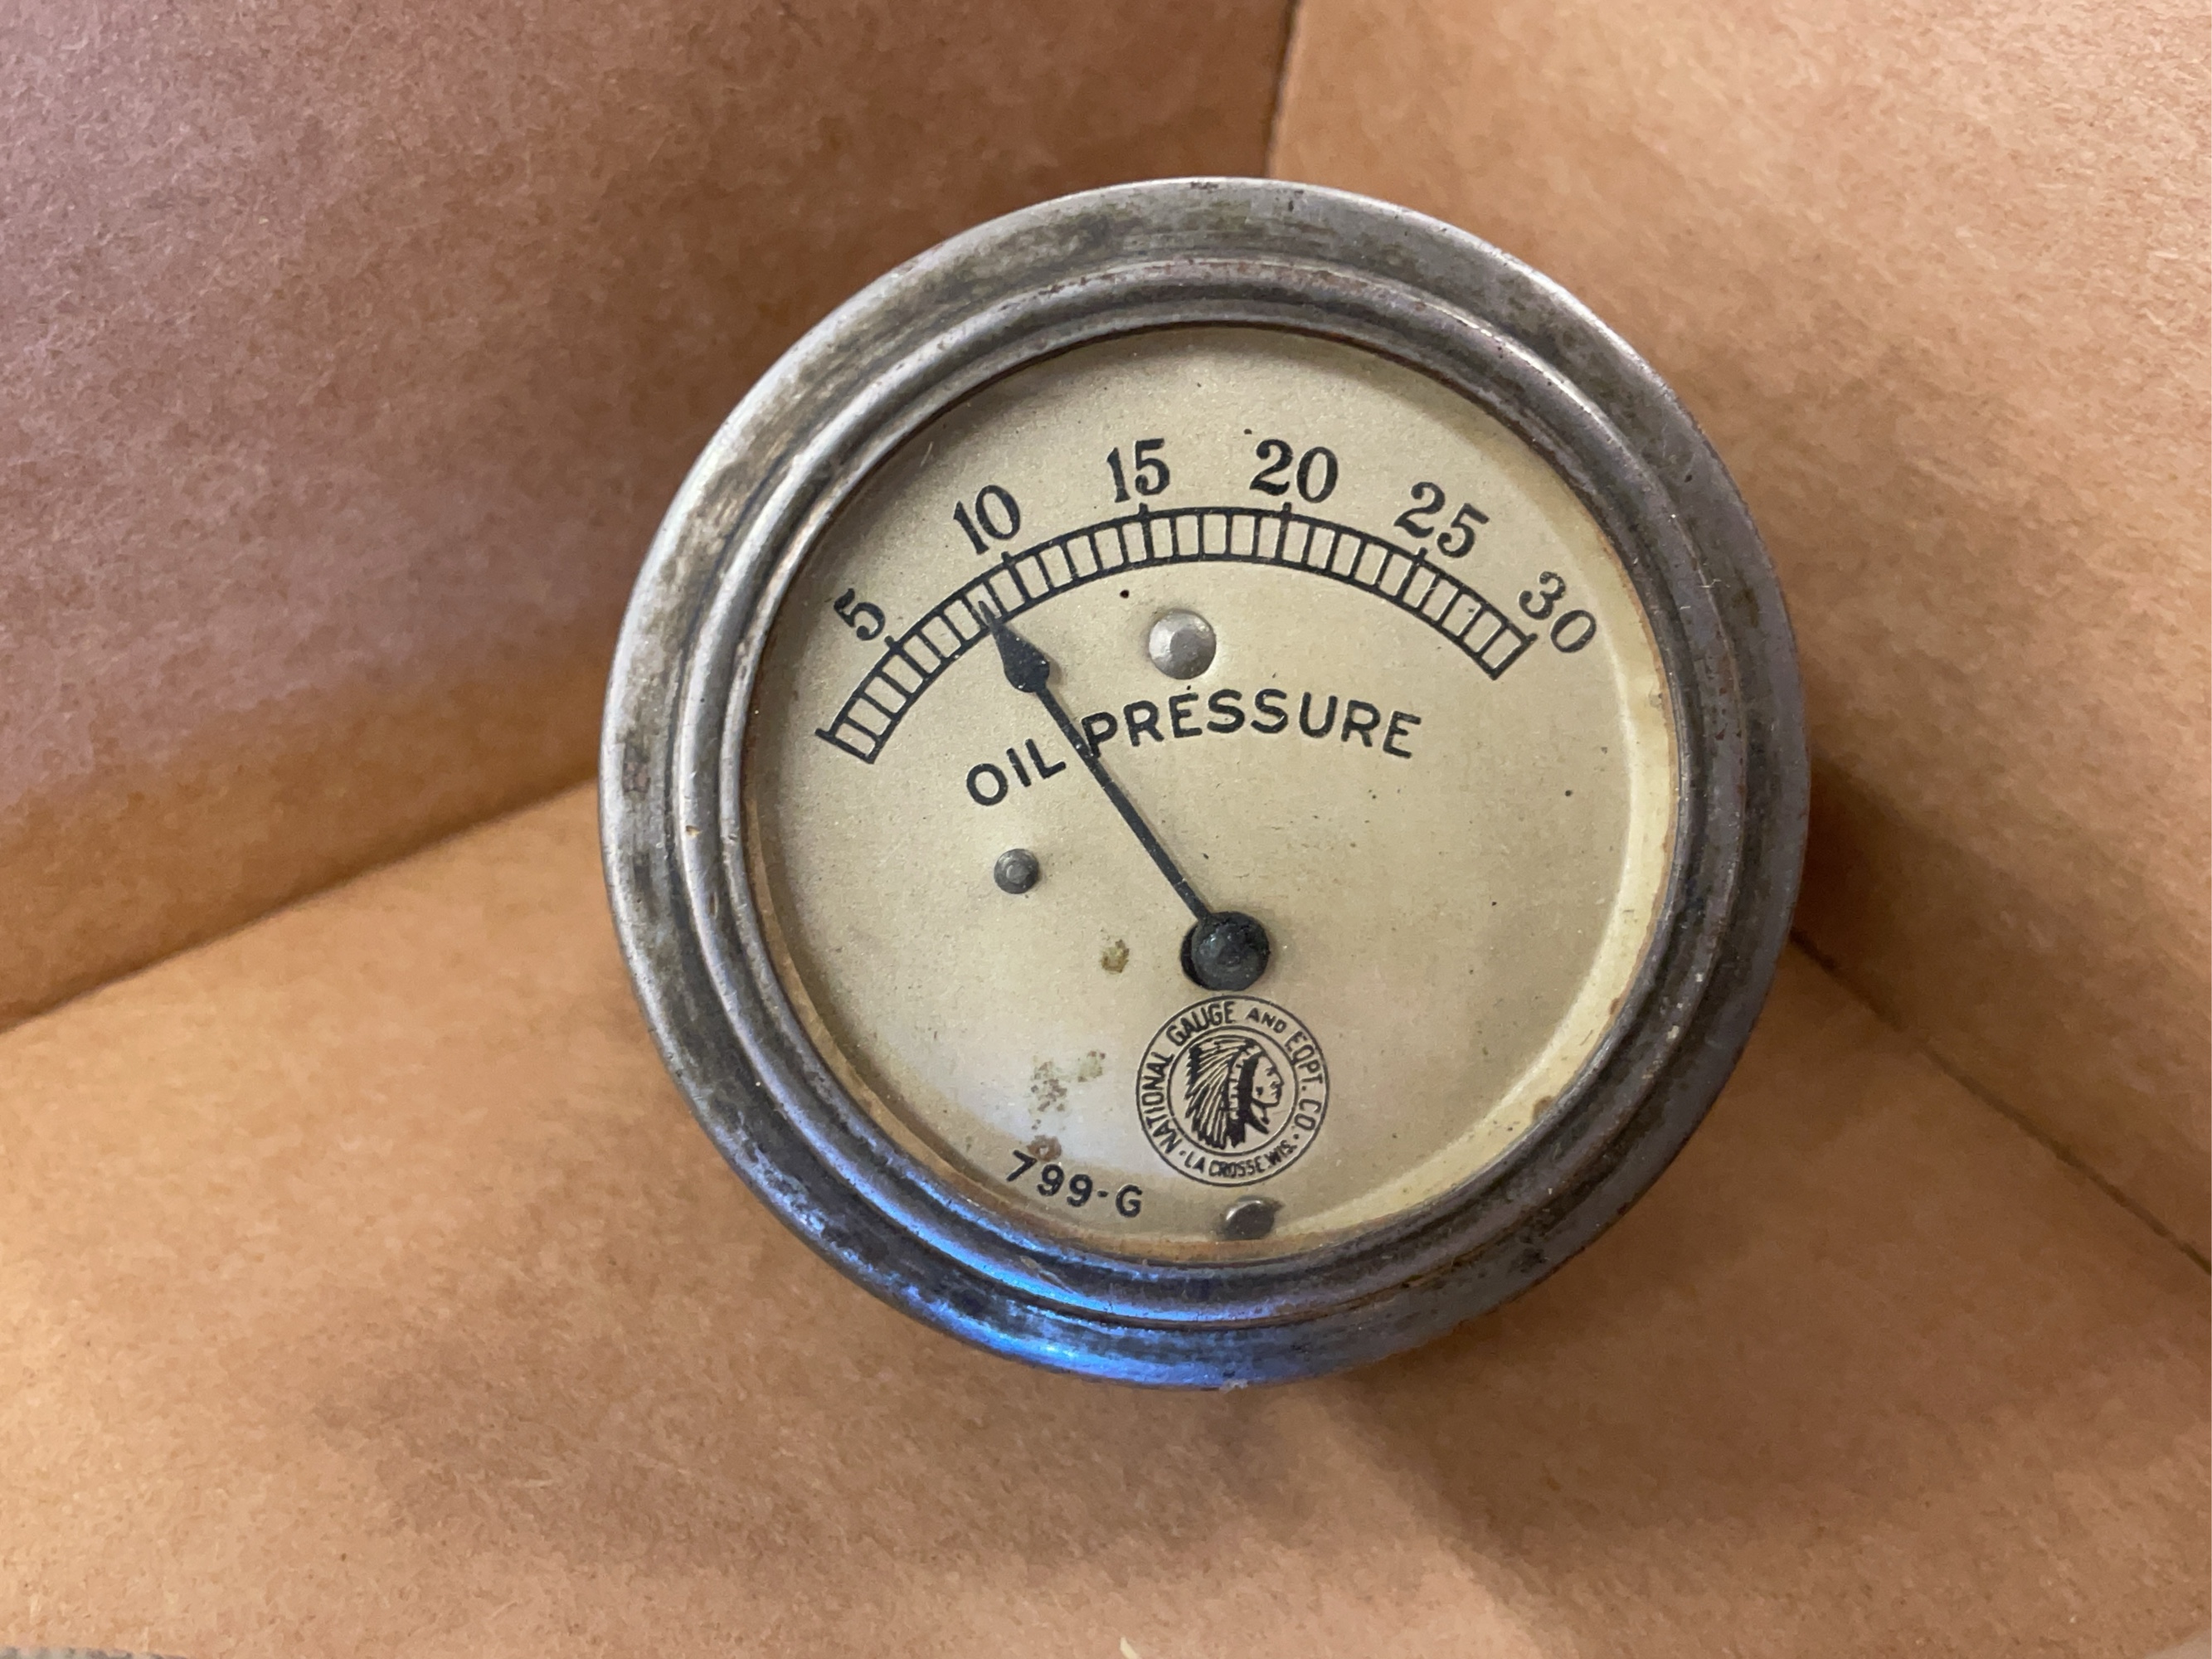 5 10 15 20 25 30
OIL PRESSURE
NATIONAL GAUGE AND EQPT. CO.
· LA CROSSE, WIS. ·
799-G